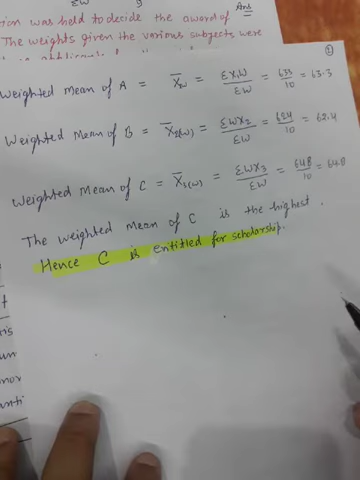 ΣW
Ans
tion was held to decide the award of
The weights given the various subjects were
①
Weighted mean of A = X̄w = ΣX₁W/ΣW = 633/10 = 63.3
Weighted Mean of B = X̄₂(w) = ΣWX₂/ΣW = 624/10 = 62.4
Weighted Mean of C = X̄₃(w) = ΣWX₃/ΣW = 648/10 = 64.8
The weighted mean of C is the highest.
Hence C is entitled for scholarship.